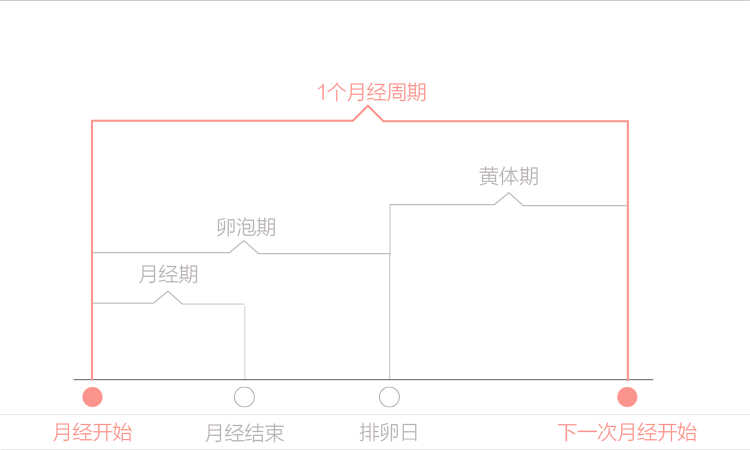 1个月经周期
黄体期
卵泡期
月经期
月经开始
月经结束
排卵日
下一次月经开始